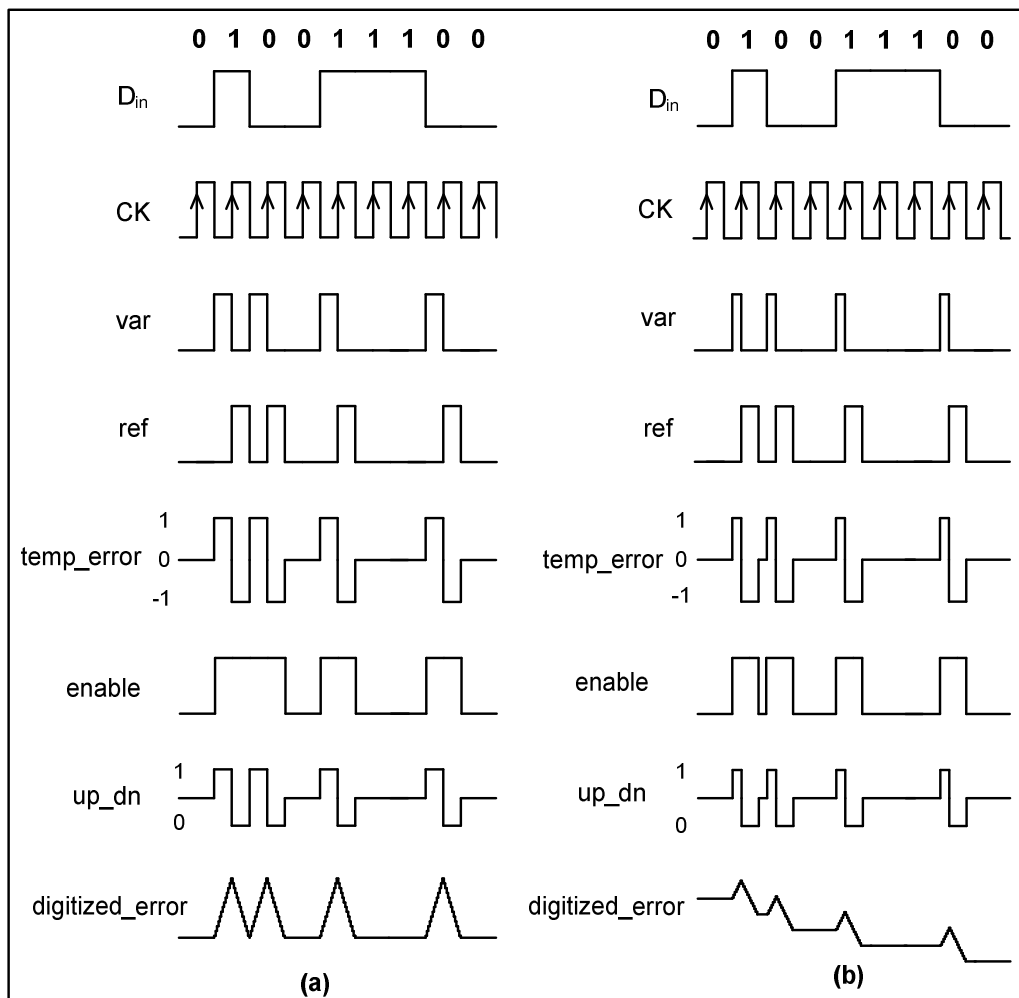 0 1 0 0 1 1 1 0 0
Din
CK
var
ref
temp_error
1
0
-1
enable
up_dn
1
0
digitized_error
(a)
0 1 0 0 1 1 1 0 0
Din
CK
var
ref
temp_error
1
0
-1
enable
up_dn
1
0
digitized_error
(b)